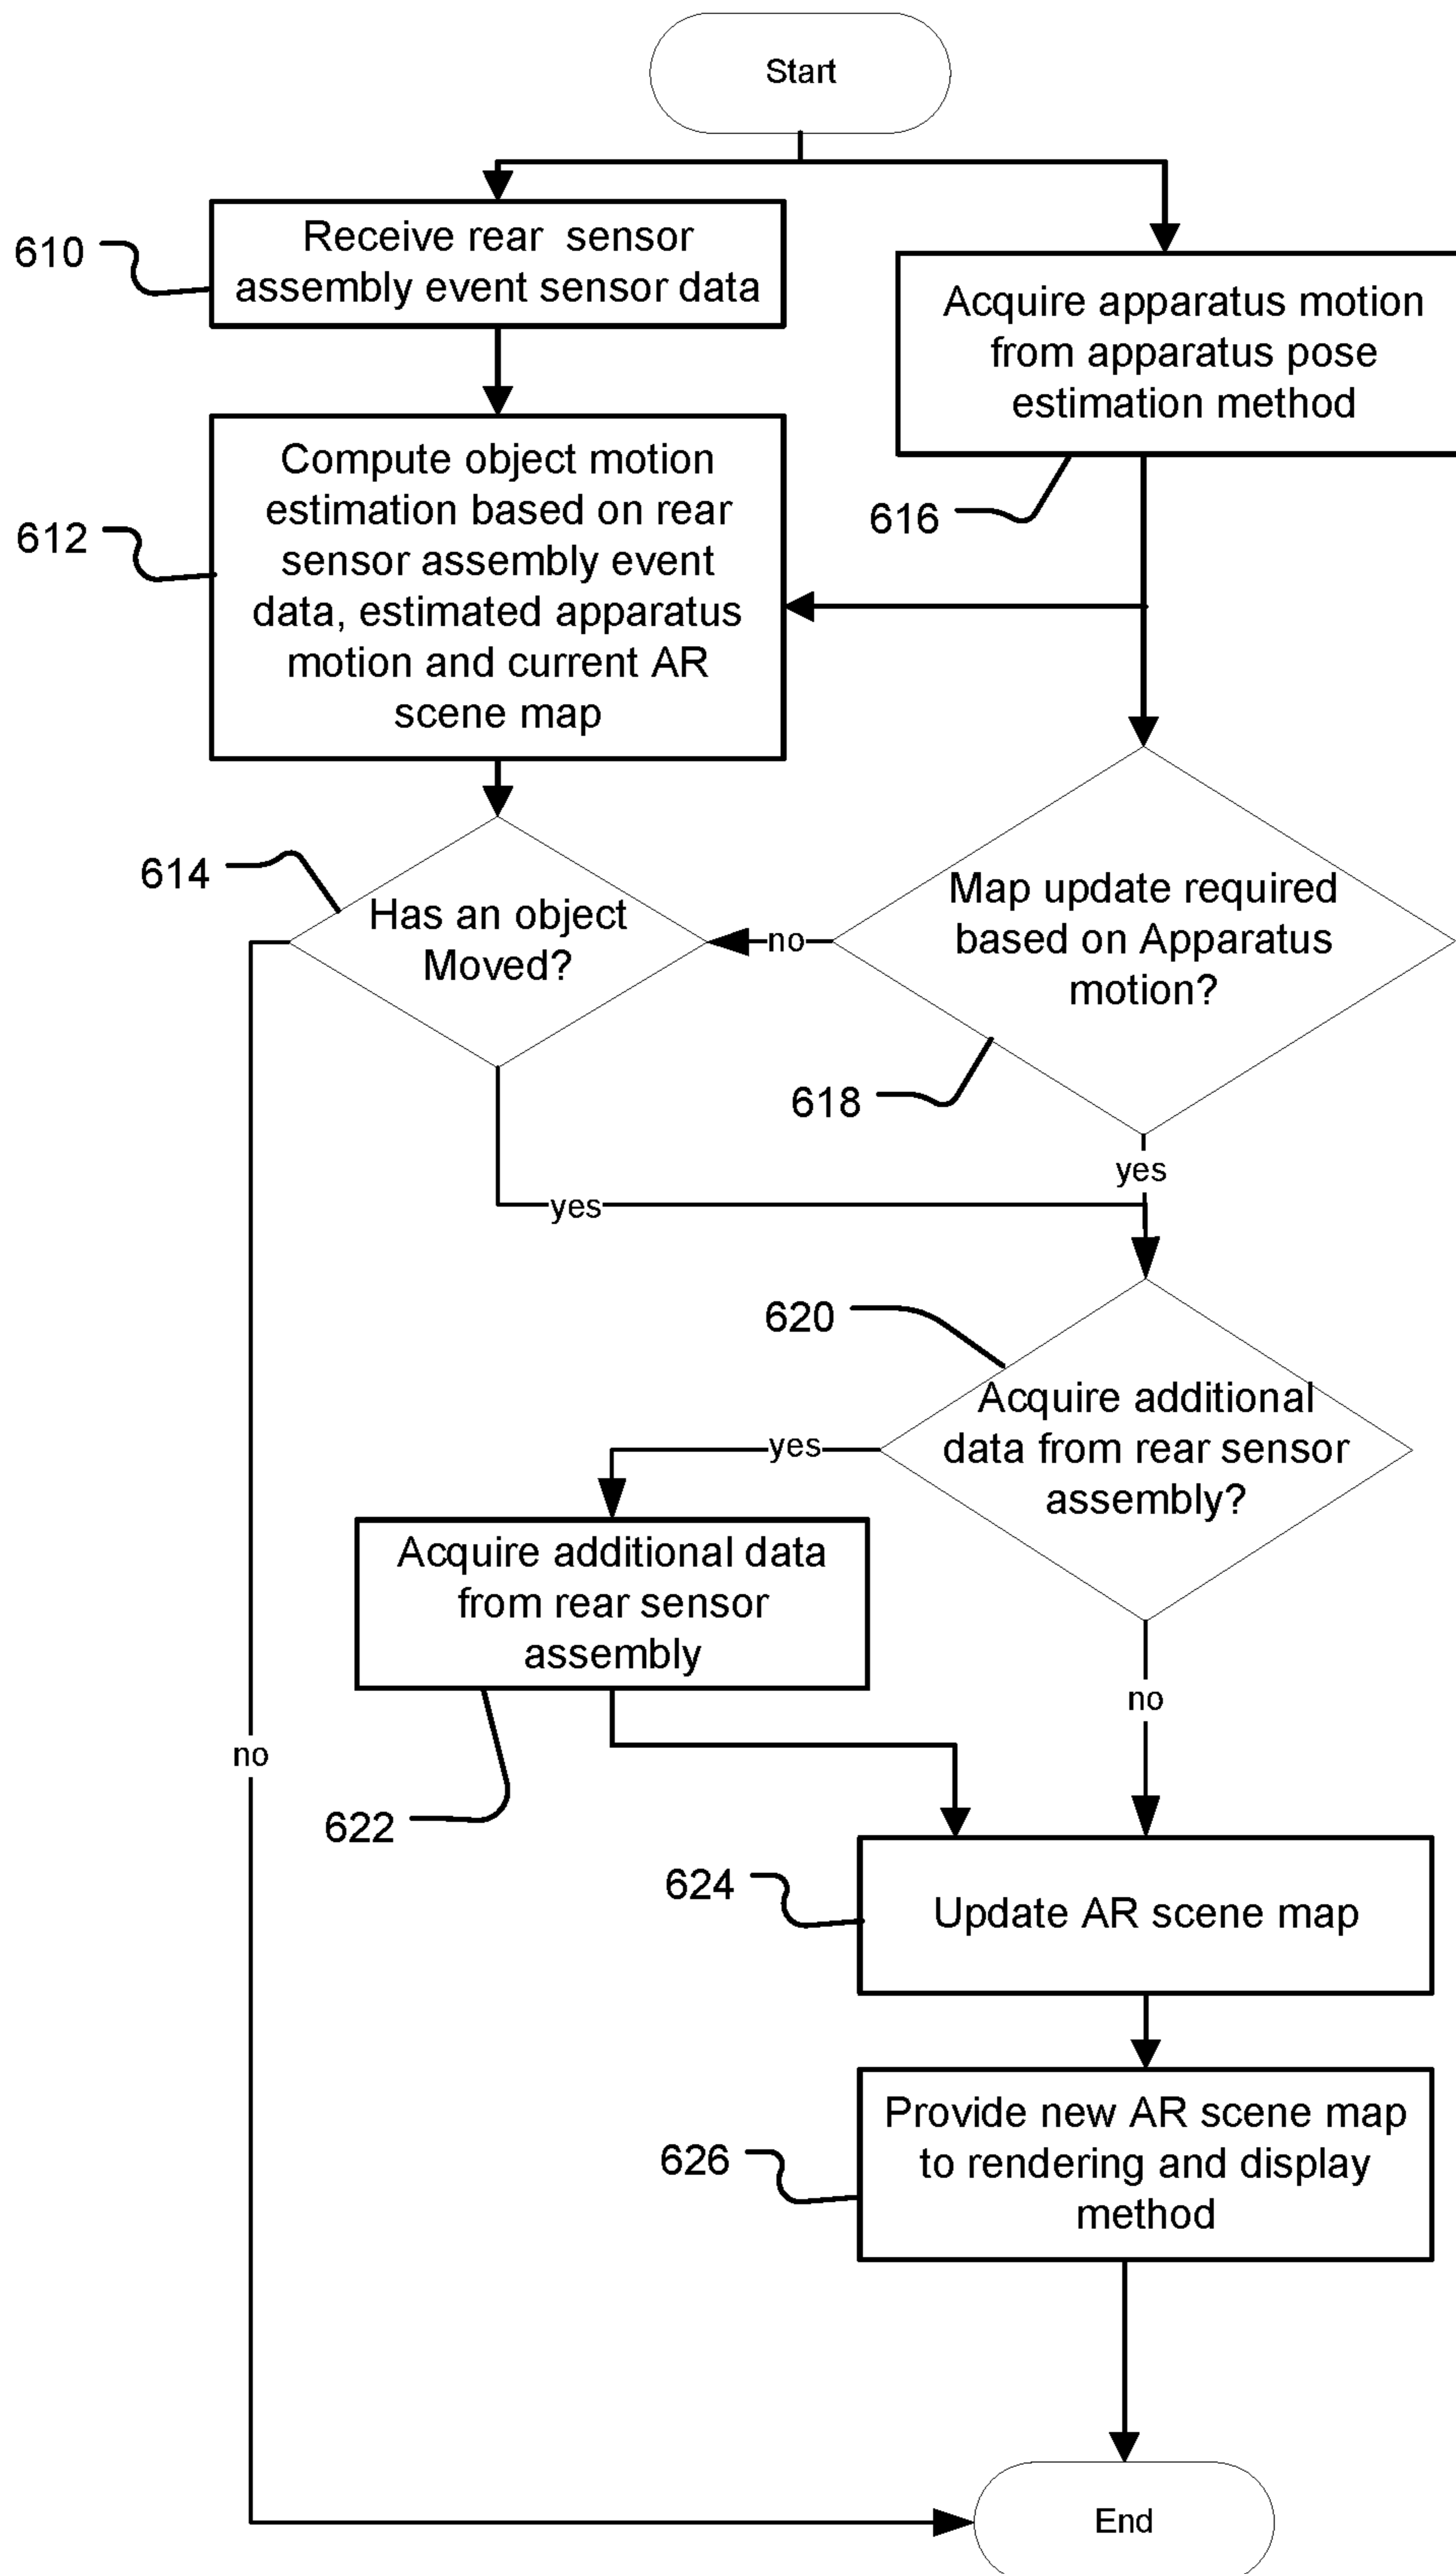 Start
610
Receive rear sensor
assembly event sensor data
Acquire apparatus motion
from apparatus pose
estimation method
616
612
Compute object motion
estimation based on rear
sensor assembly event
data, estimated apparatus
motion and current AR
scene map
614
Has an object
Moved?
no
Map update required
based on Apparatus
motion?
618
yes
yes
620
Acquire additional
data from rear sensor
assembly?
yes
Acquire additional data
from rear sensor
assembly
no
no
622
624
Update AR scene map
626
Provide new AR scene map
to rendering and display
method
End